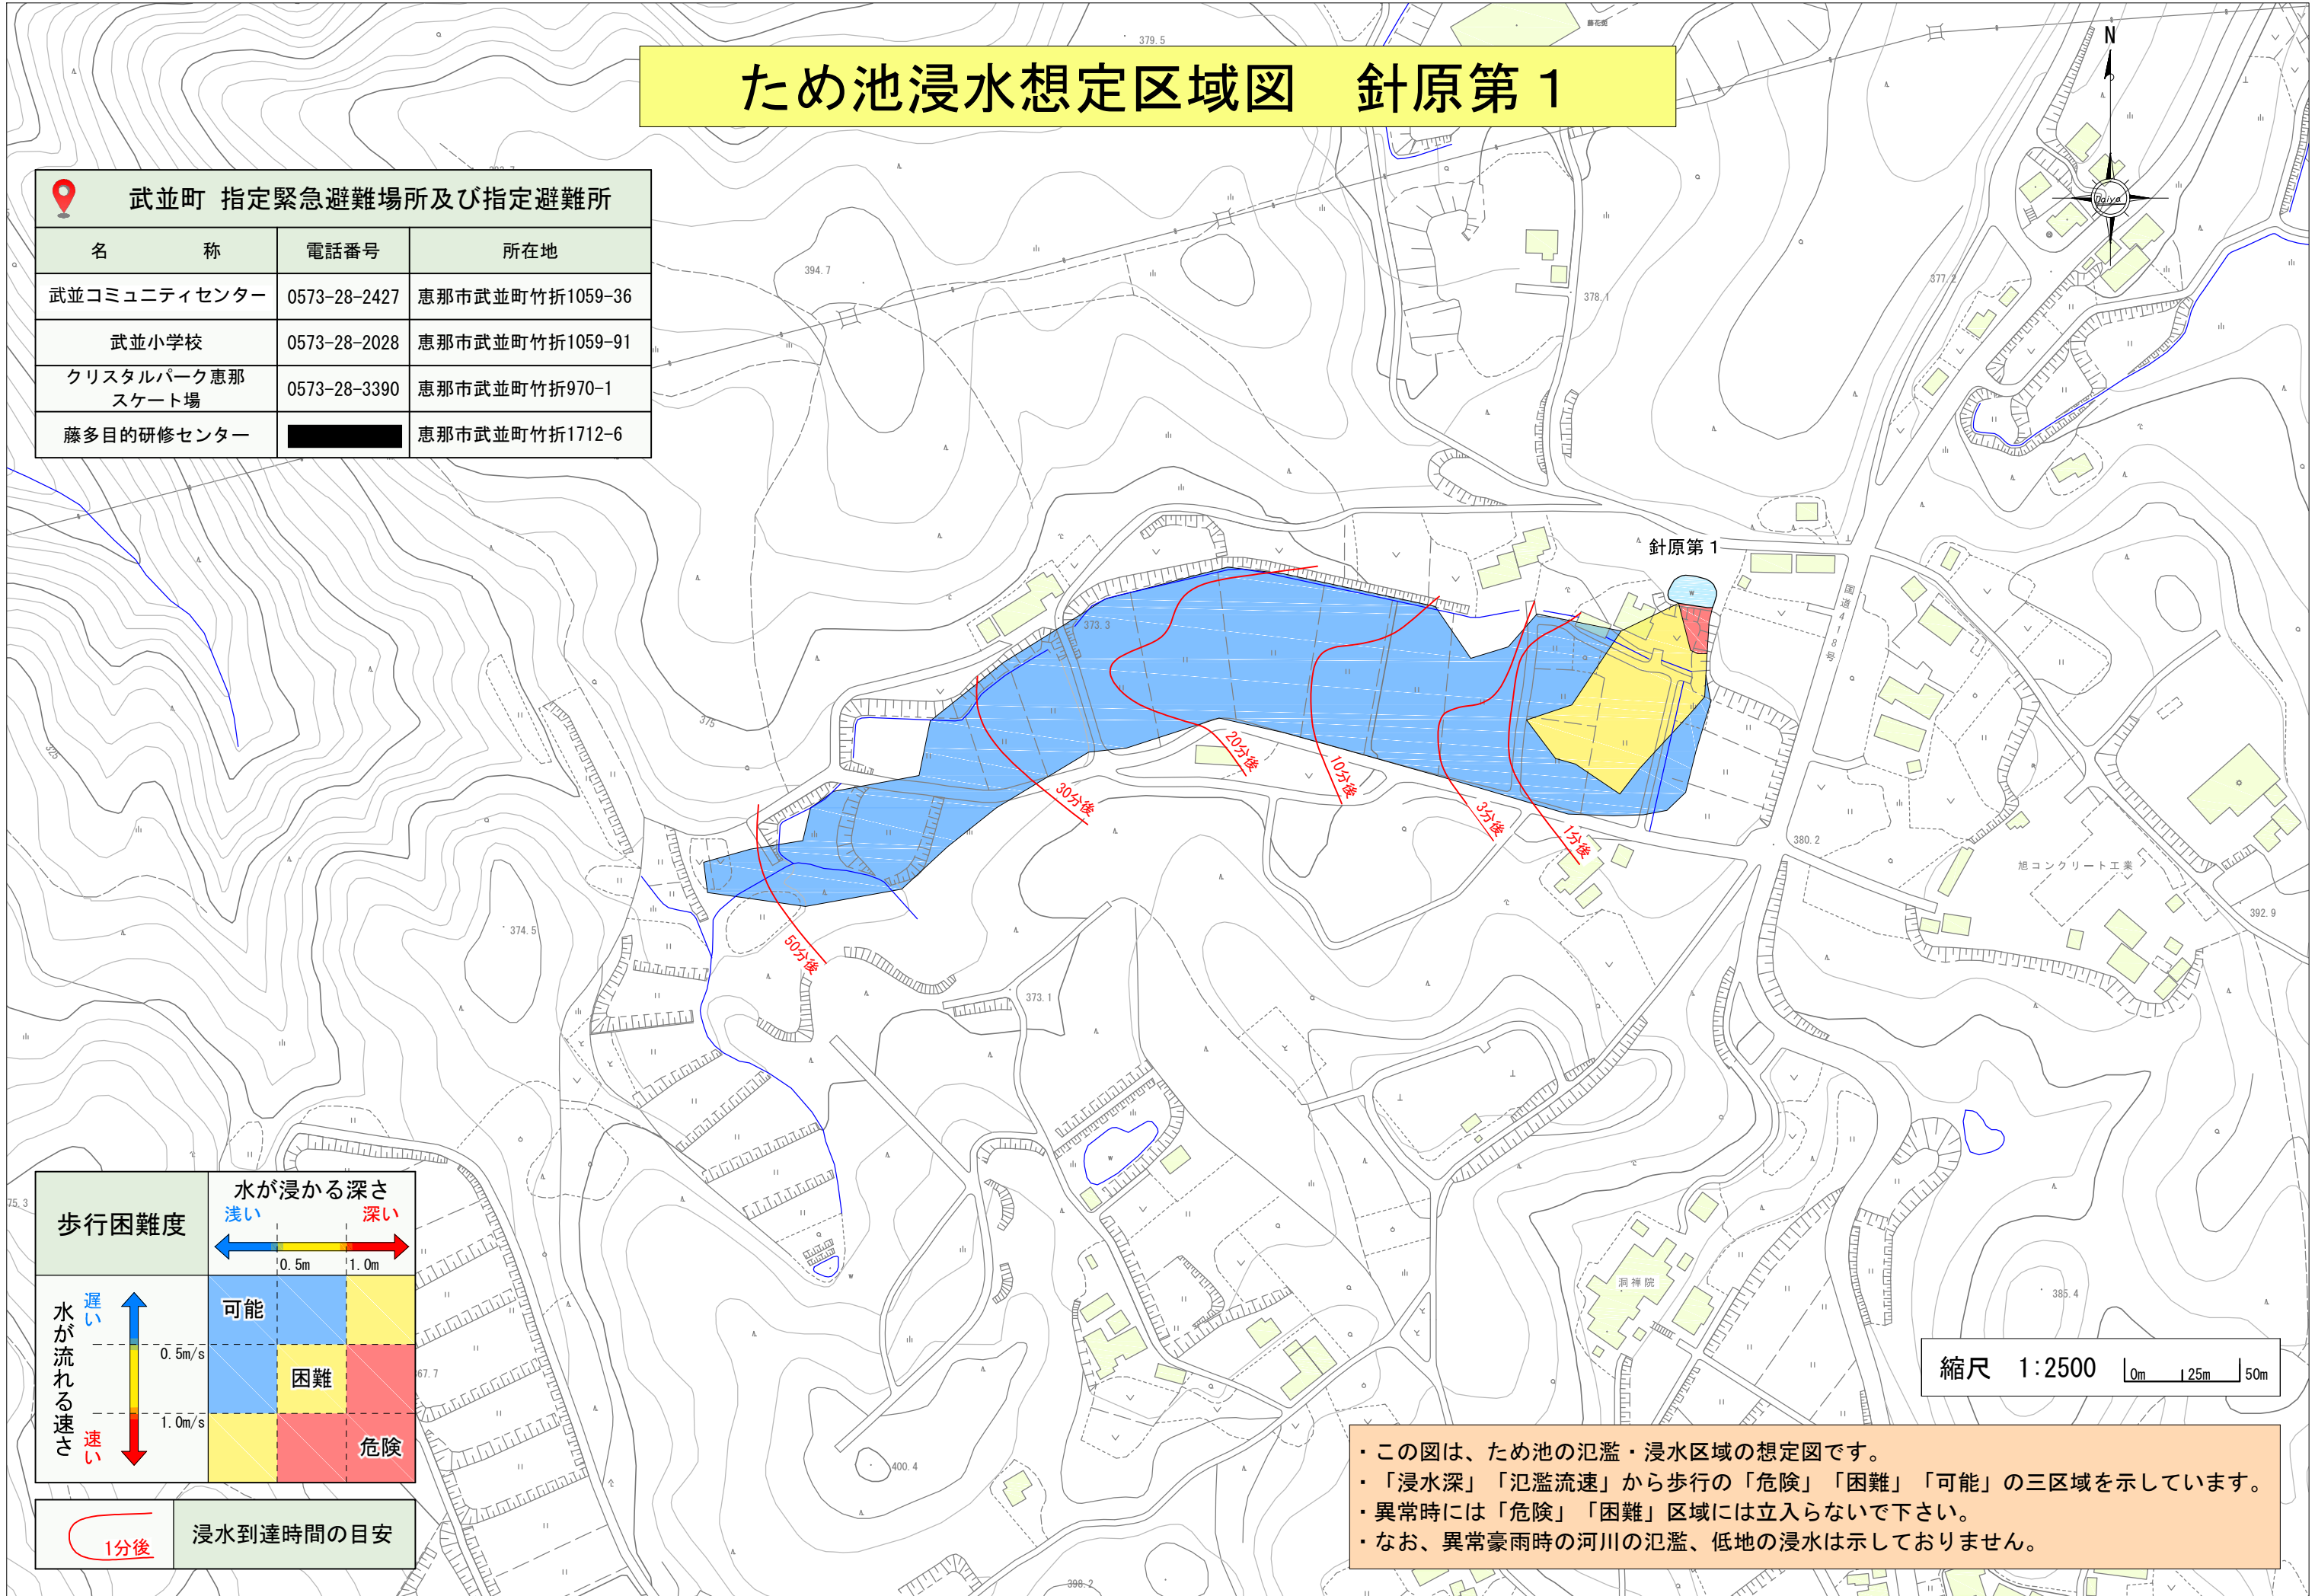 ため池浸水想定区域図　針原第１
武並町 指定緊急避難場所及び指定避難所
名　称　電話番号　所在地
武並コミュニティセンター　0573-28-2427　恵那市武並町竹折1059-36
武並小学校　0573-28-2028　恵那市武並町竹折1059-91
クリスタルパーク恵那
スケート場　0573-28-3390　恵那市武並町竹折970-1
藤多目的研修センター　恵那市武並町竹折1712-6
N
379.5
394.7
378.1
377.2
針原第１
373.3
375
325
20分後
10分後
30分後
3分後
1分後
380.2
旭コンクリート工業
392.9
374.5
50分後
373.1
洞禅院
385.4
400.4
398.2
歩行困難度
水が浸かる深さ
浅い　深い
0.5m　1.0m
水が流れる速さ
遅い
速い
0.5m/s
1.0m/s
可能
困難
危険
1分後
浸水到達時間の目安
縮尺　1:2500　0m　25m　50m
・この図は、ため池の氾濫・浸水区域の想定図です。
・「浸水深」「氾濫流速」から歩行の「危険」「困難」「可能」の三区域を示しています。
・異常時には「危険」「困難」区域には立入らないで下さい。
・なお、異常豪雨時の河川の氾濫、低地の浸水は示しておりません。